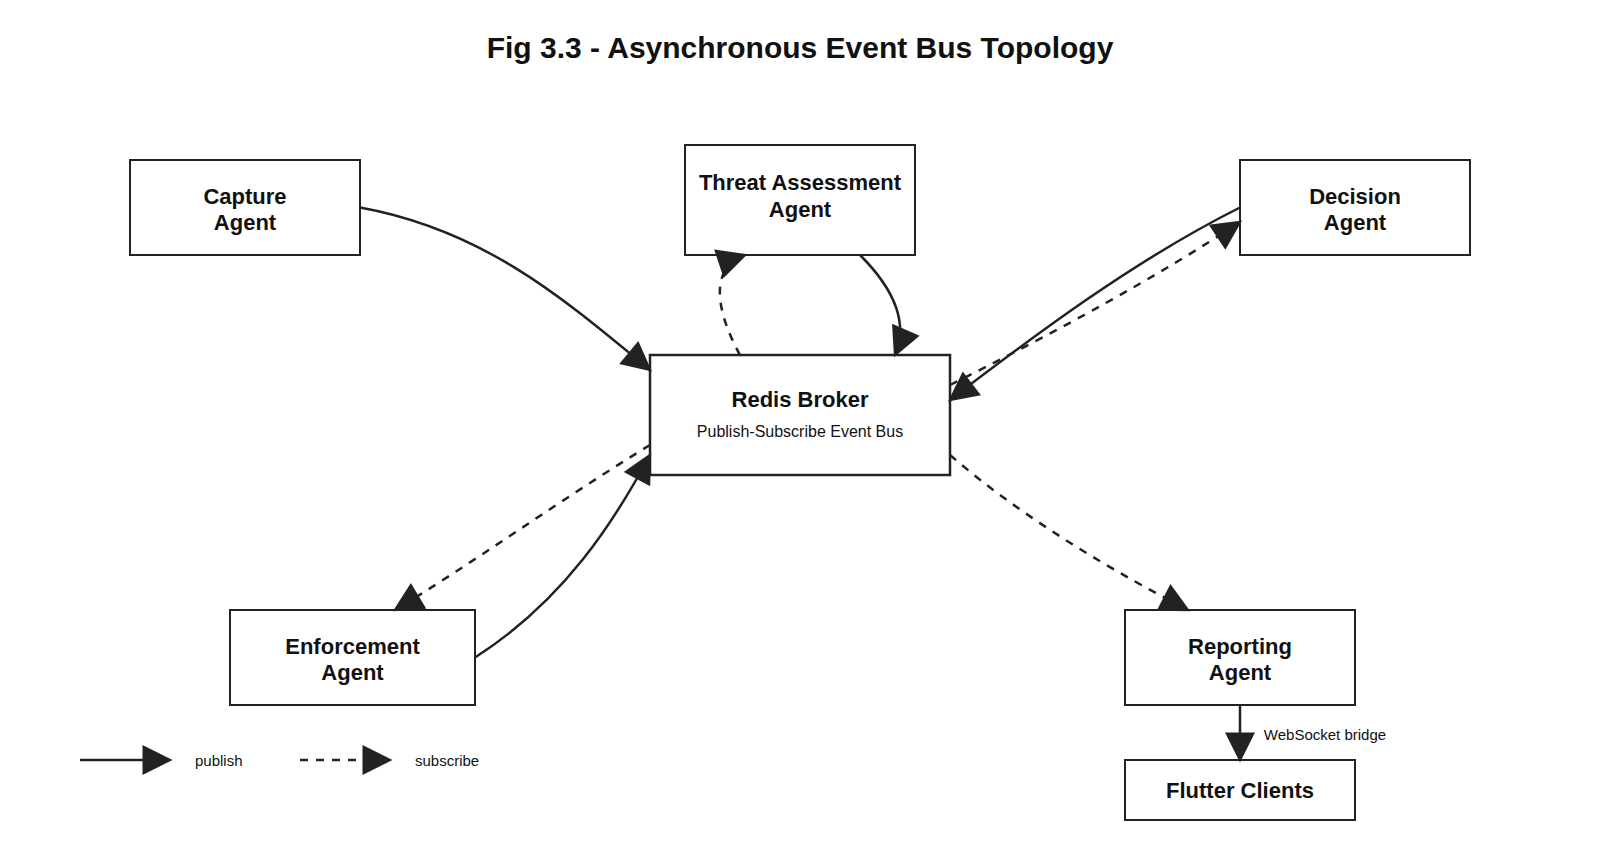 Fig 3.3 - Asynchronous Event Bus Topology
Capture
Agent
Threat Assessment
Agent
Decision
Agent
Redis Broker
Publish-Subscribe Event Bus
Enforcement
Agent
Reporting
Agent
WebSocket bridge
publish
subscribe
Flutter Clients